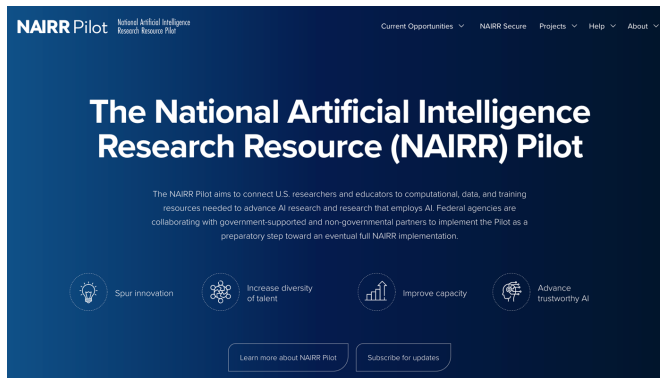 NAIRR Pilot
National Artificial Intelligence
Research Resource Pilot
Current Opportunities NAIRR Secure Projects Help About
The National Artificial Intelligence
Research Resource (NAIRR) Pilot
The NAIRR Pilot aims to connect U.S. researchers and educators to computational, data, and training
resources needed to advance AI research and research that employs AI. Federal agencies are
collaborating with government-supported and non-governmental partners to implement the Pilot as a
preparatory step toward an eventual full NAIRR implementation.
Spur innovation
Increase diversity
of talent
Improve capacity
Advance
trustworthy AI
Learn more about NAIRR Pilot
Subscribe for updates